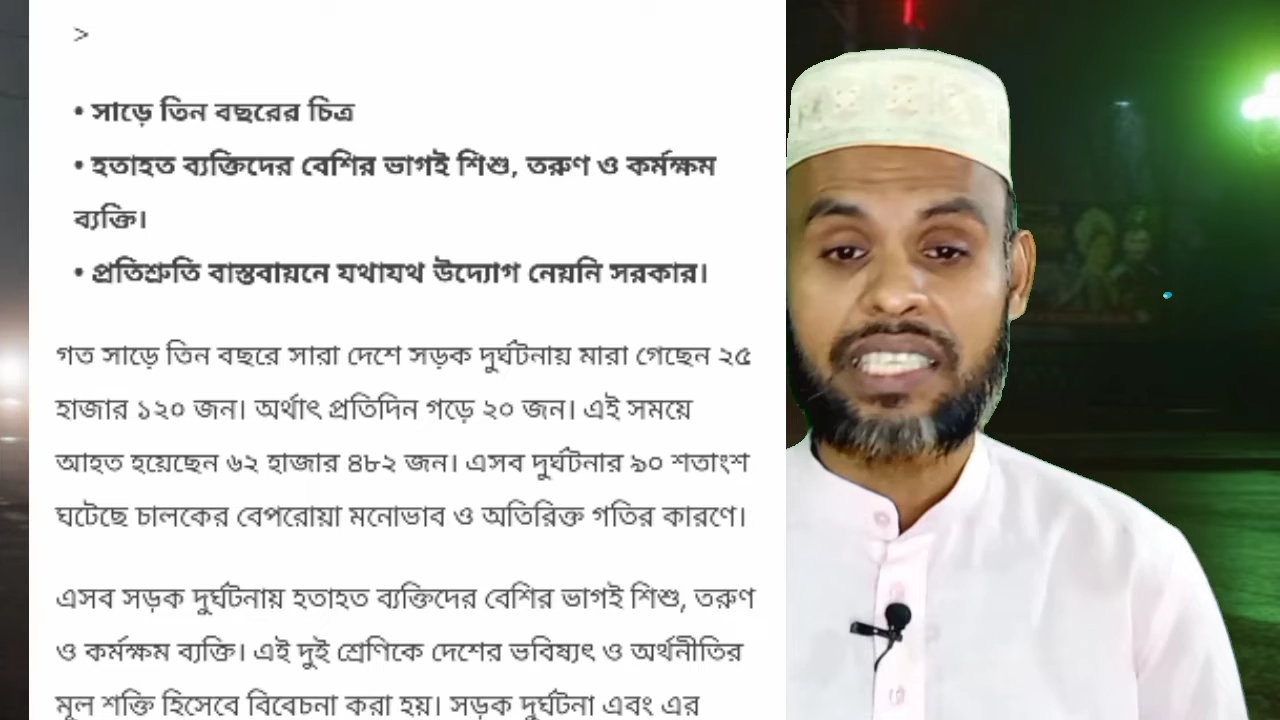 >
• সাড়ে তিন বছরের চিত্র
• হতাহত ব্যক্তিদের বেশির ভাগই শিশু, তরুণ ও কর্মক্ষম
ব্যক্তি।
• প্রতিশ্রুতি বাস্তবায়নে যথাযথ উদ্যোগ নেয়নি সরকার।
গত সাড়ে তিন বছরে সারা দেশে সড়ক দুর্ঘটনায় মারা গেছেন ২৫
হাজার ১২০ জন। অর্থাৎ প্রতিদিন গড়ে ২০ জন। এই সময়ে
আহত হয়েছেন ৬২ হাজার ৪৮২ জন। এসব দুর্ঘটনার ৯০ শতাংশ
ঘটেছে চালকের বেপরোয়া মনোভাব ও অতিরিক্ত গতির কারণে।
এসব সড়ক দুর্ঘটনায় হতাহত ব্যক্তিদের বেশির ভাগই শিশু, তরুণ
ও কর্মক্ষম ব্যক্তি। এই দুই শ্রেণিকে দেশের ভবিষ্যৎ ও অর্থনীতির
মূল শক্তি হিসেবে বিবেচনা করা হয়। সড়ক দুর্ঘটনা এবং এর